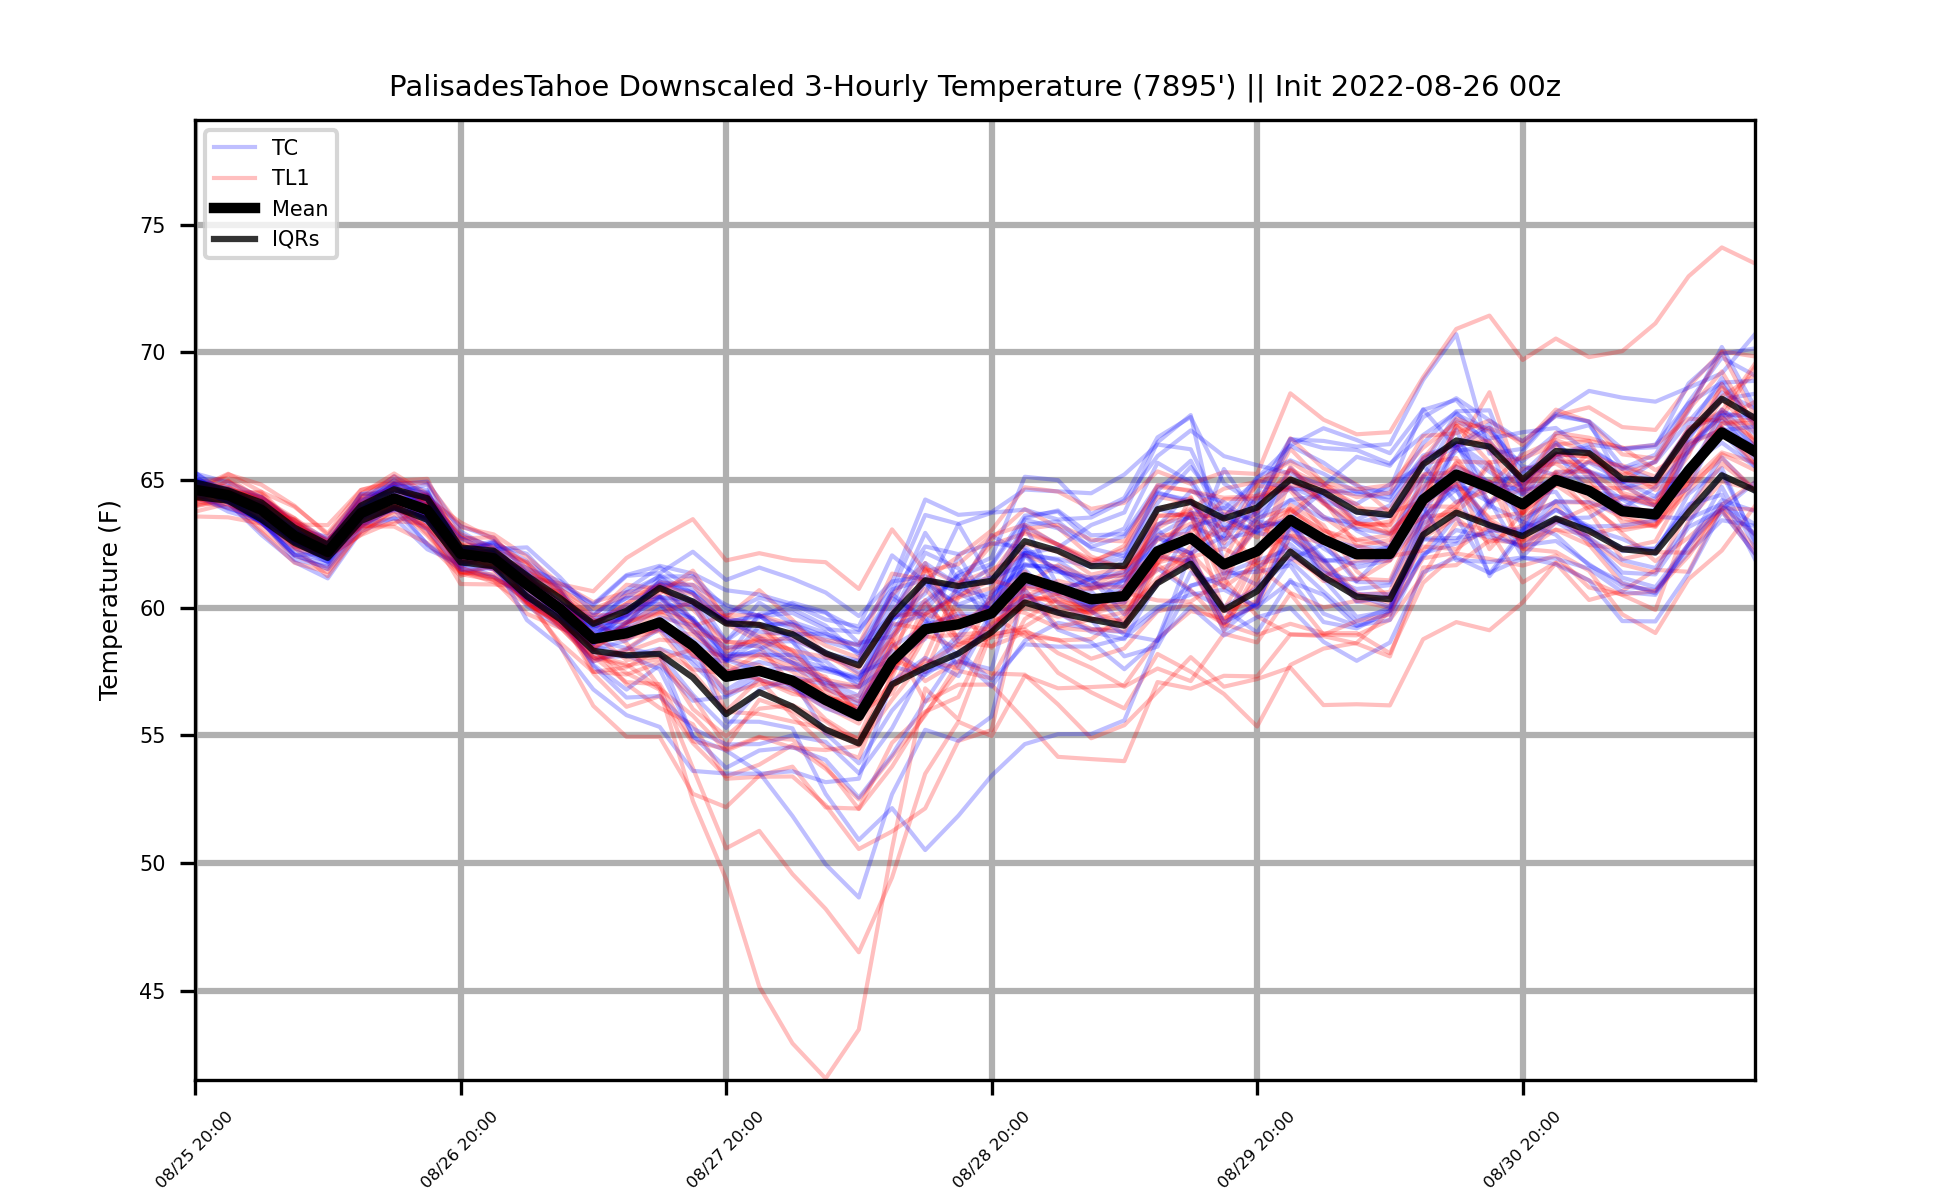 PalisadesTahoe Downscaled 3-Hourly Temperature (7895') || Init 2022-08-26 00z
TC
TL1
Mean
IQRs
Temperature (F)
75
70
65
60
55
50
45
08/25 20:00
08/26 20:00
08/27 20:00
08/28 20:00
08/29 20:00
08/30 20:00